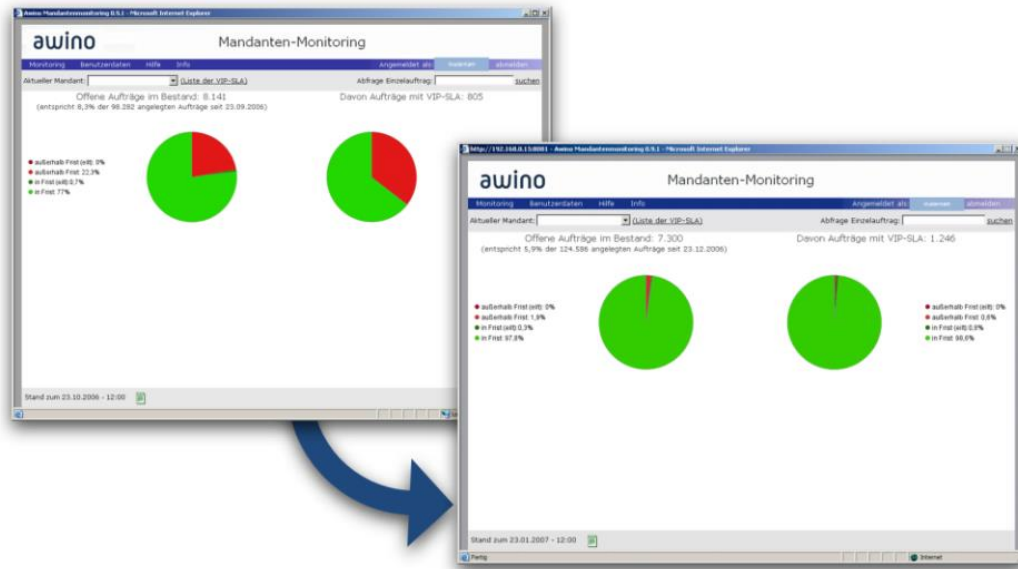 Awino Mandantenmonitoring 0.9.1 - Microsoft Internet Explorer
awino
Mandanten-Monitoring
Monitoring Benutzerdaten Hilfe Info Angemeldet als: abmelden
Aktueller Mandant: (Liste der VIP-SLA) Abfrage Einzelauftrag: suchen
Offene Aufträge im Bestand: 8.141
(entspricht 8,3% der 98.282 angelegten Aufträge seit 23.09.2006)
Davon Aufträge mit VIP-SLA: 805
außerhalb Frist (eilt): 0%
außerhalb Frist: 22,3%
in Frist (eilt):0,7%
in Frist: 77%
Stand zum 23.10.2006 - 12:00
http://192.168.0.15:8081 - Awino Mandantenmonitoring 0.9.1 - Microsoft Internet Explorer
awino
Mandanten-Monitoring
Monitoring Benutzerdaten Hilfe Info Angemeldet als: abmelden
Aktueller Mandant: (Liste der VIP-SLA) Abfrage Einzelauftrag: suchen
Offene Aufträge im Bestand: 7.300
(entspricht 5,9% der 124.596 angelegten Aufträge seit 23.12.2006)
Davon Aufträge mit VIP-SLA: 1.246
außerhalb Frist (eilt): 0%
außerhalb Frist: 1,9%
in Frist (eilt):0,3%
in Frist: 97,8%
außerhalb Frist (eilt): 0%
außerhalb Frist: 0,6%
in Frist (eilt):
in Frist:
Stand zum 23.01.2007 - 12:00
Fertig
Internet